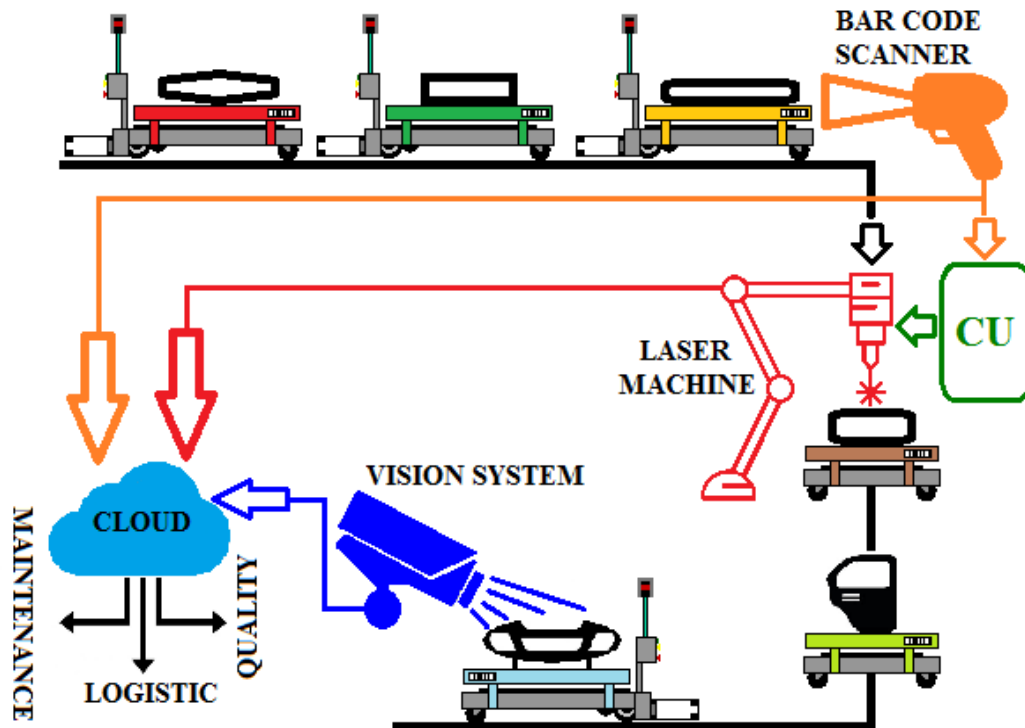 BAR CODE
SCANNER
CU
LASER
MACHINE
VISION SYSTEM
CLOUD
MAINTENANCE
QUALITY
LOGISTIC